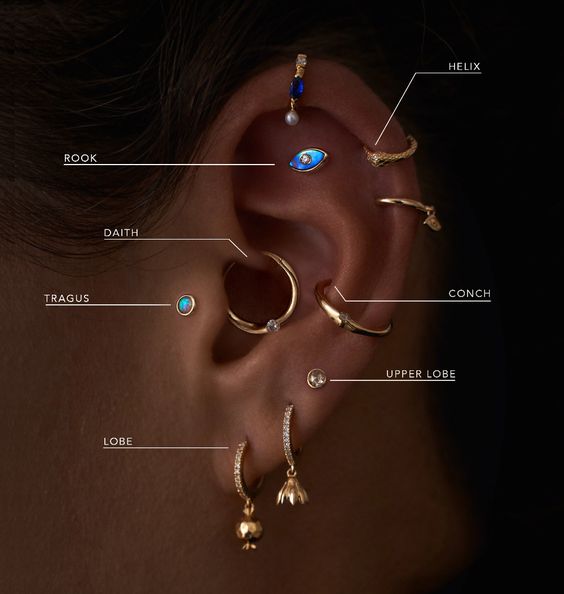 HELIX
ROOK
DAITH
TRAGUS
CONCH
UPPER LOBE
LOBE